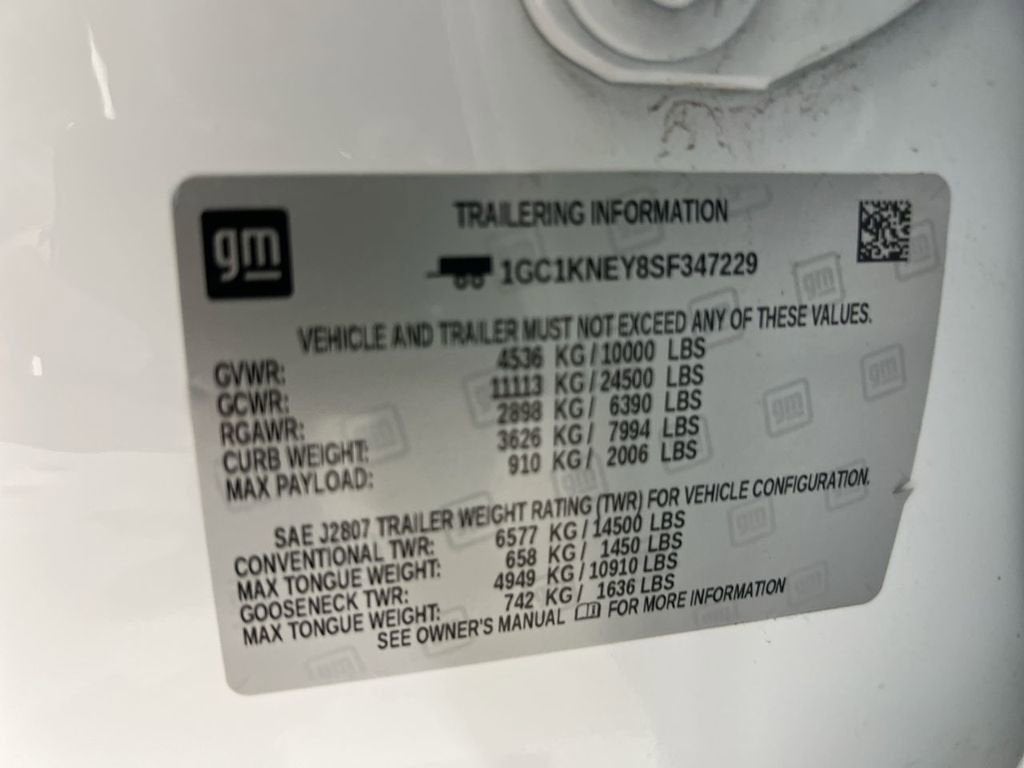 gm
TRAILERING INFORMATION
1GC1KNEY8SF347229
VEHICLE AND TRAILER MUST NOT EXCEED ANY OF THESE VALUES.
GVWR: 4536 KG/10000 LBS
GCWR: 11113 KG/24500 LBS
RGAWR: 2898 KG/ 6390 LBS
CURB WEIGHT: 3626 KG/ 7994 LBS
MAX PAYLOAD: 910 KG/ 2006 LBS
SAE J2807 TRAILER WEIGHT RATING (TWR) FOR VEHICLE CONFIGURATION.
CONVENTIONAL TWR: 6577 KG/14500 LBS
MAX TONGUE WEIGHT: 658 KG/ 1450 LBS
GOOSENECK TWR: 4949 KG/10910 LBS
MAX TONGUE WEIGHT: 742 KG/ 1636 LBS
SEE OWNER'S MANUAL FOR MORE INFORMATION